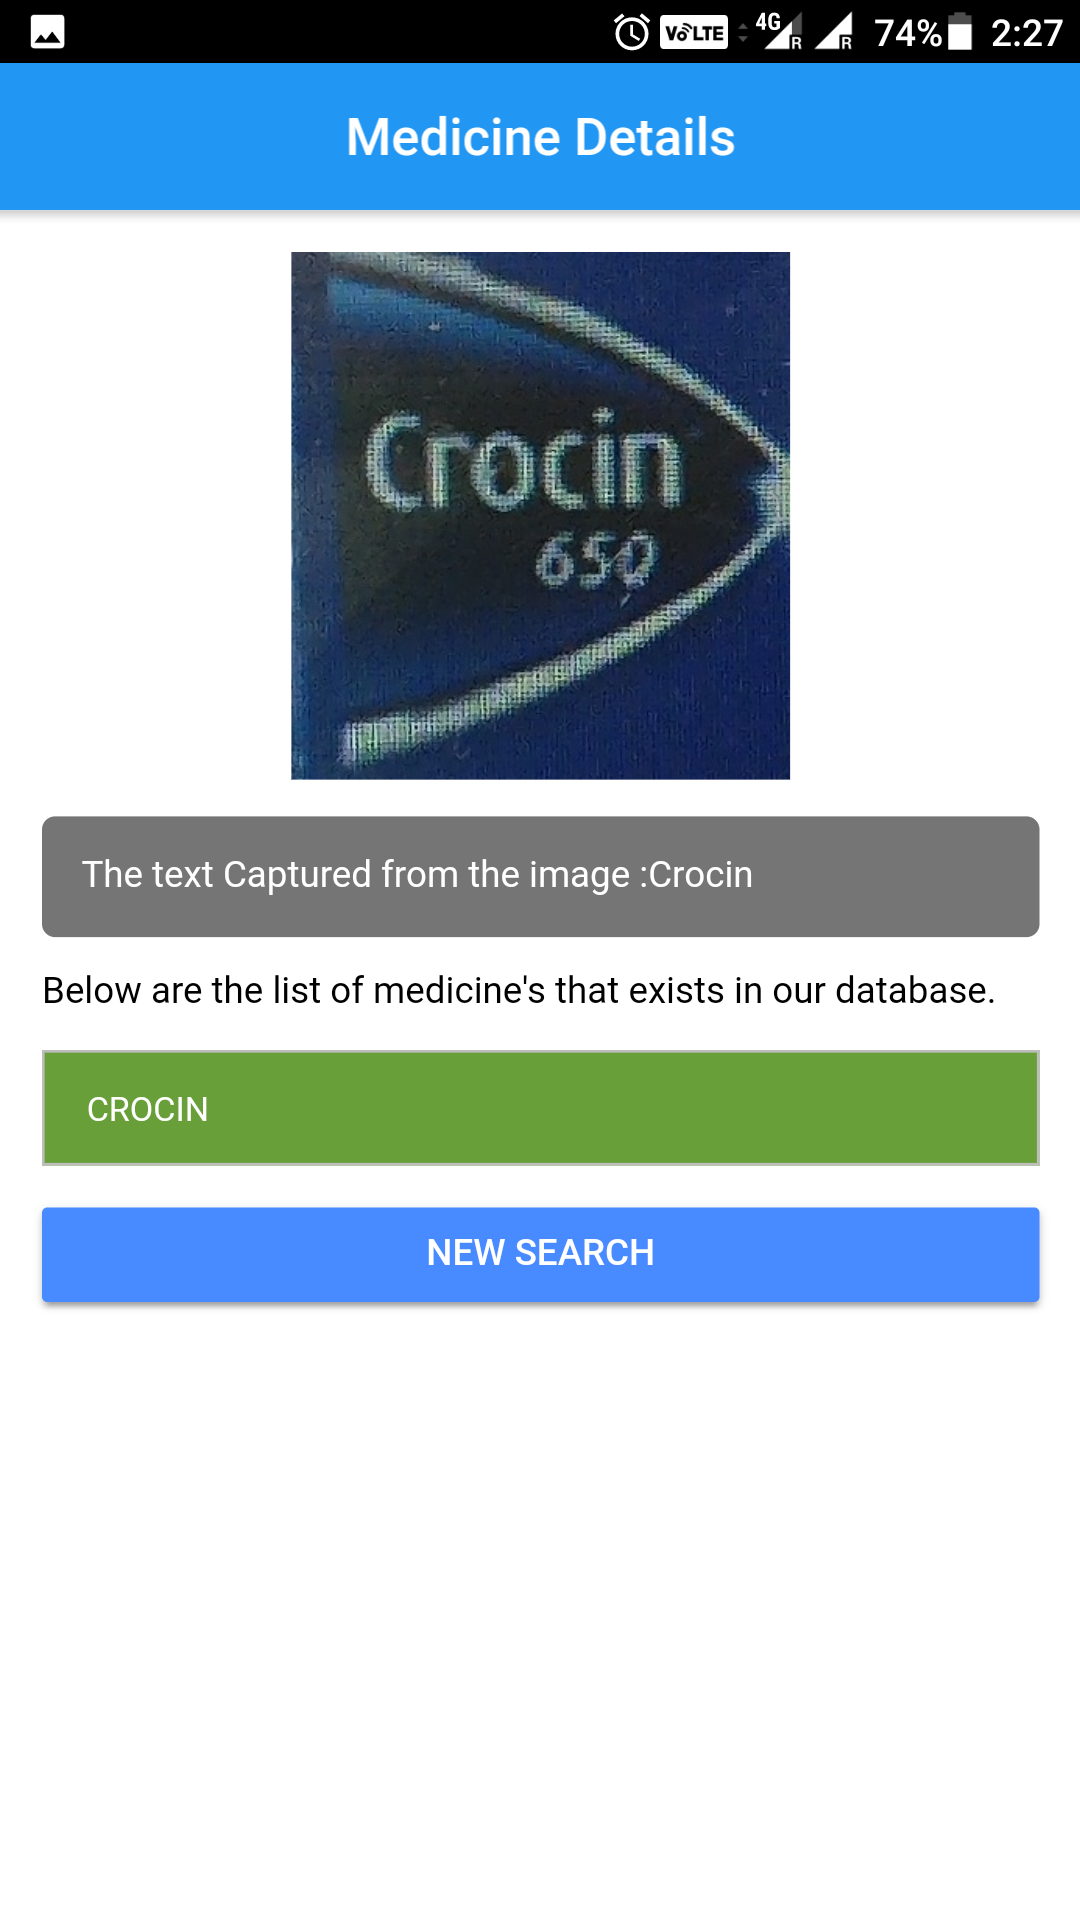 VoLTE 4G R R 74% 2:27
Medicine Details
Crocin
650
The text Captured from the image :Crocin
Below are the list of medicine's that exists in our database.
CROCIN
NEW SEARCH